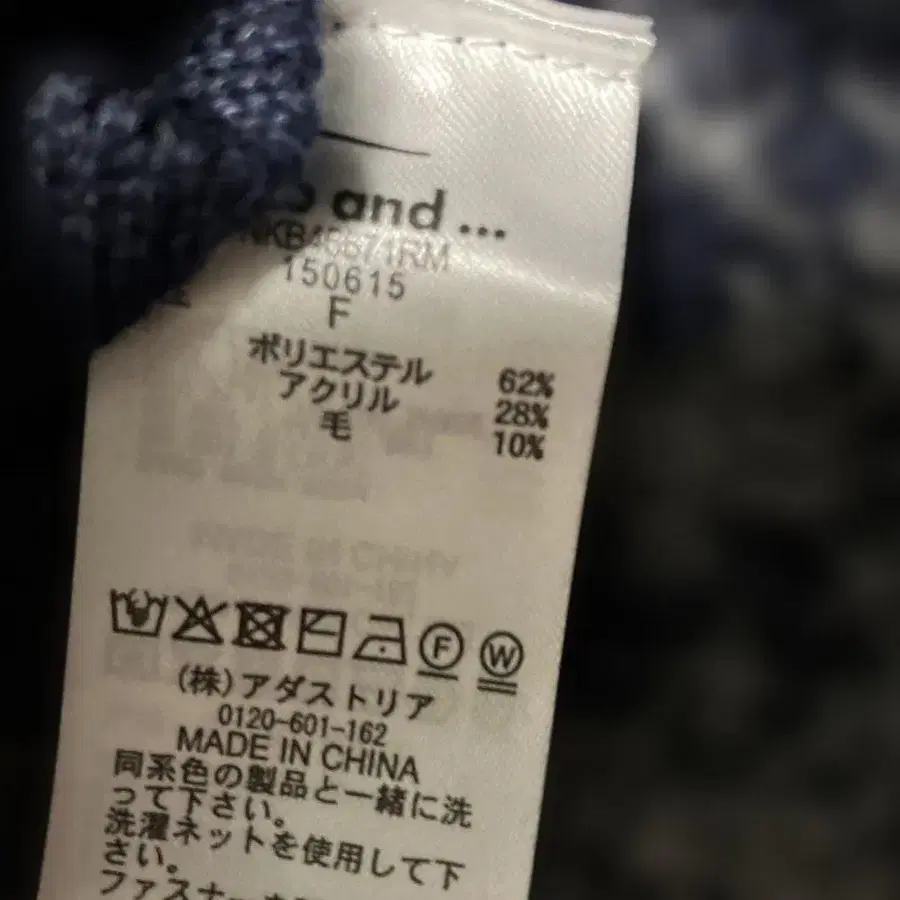 and ...
150615
F
ポリエステル 62%
アクリル 28%
毛 10%
F W
(株)アダストリア
0120-601-162
MADE IN CHINA
同系色の製品と一緒に洗
って下さい。
洗濯ネットを使用して下
さい。